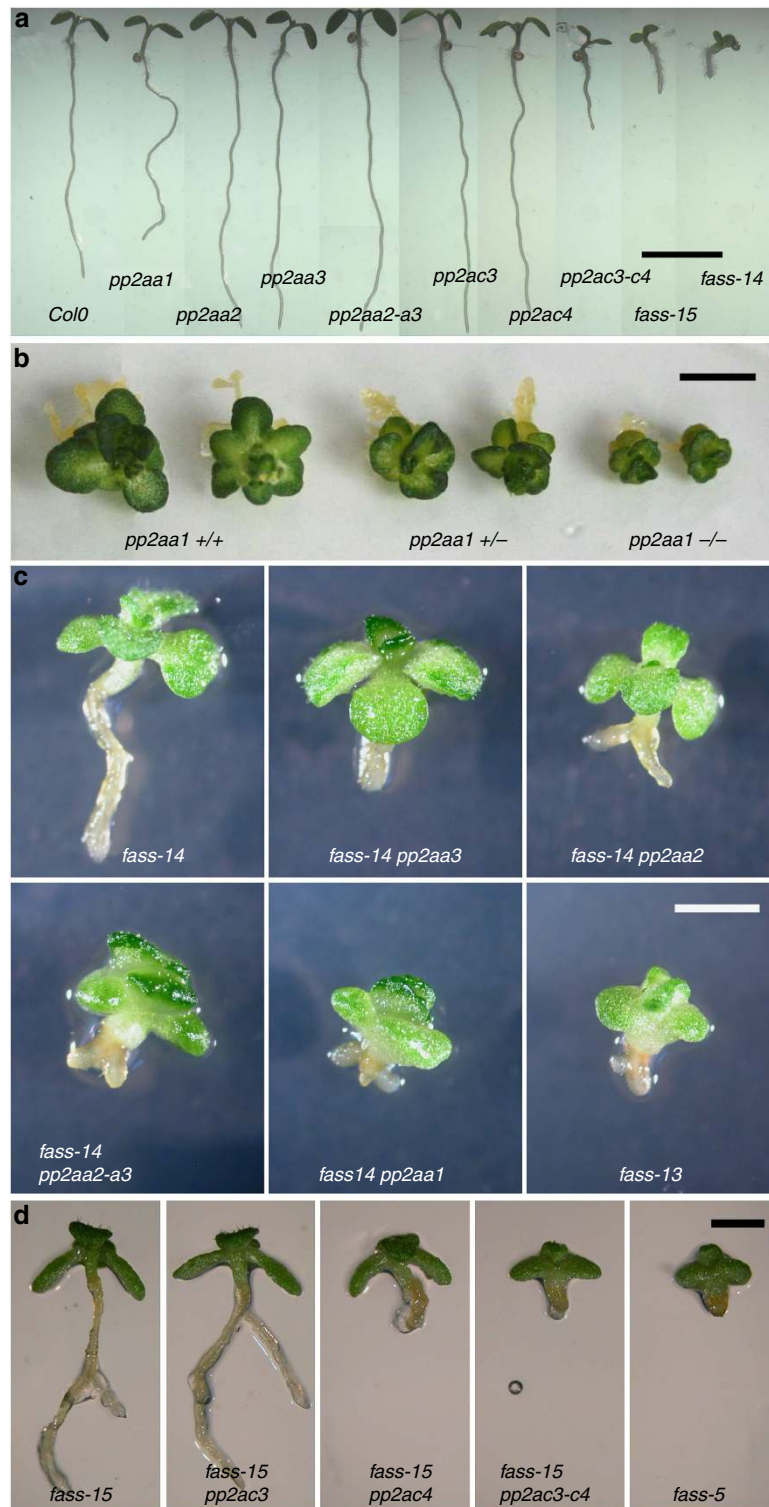 a
pp2aa1
pp2aa3
pp2ac3
pp2ac3-c4
fass-14
Col0
pp2aa2
pp2aa2-a3
pp2ac4
fass-15
b
pp2aa1 +/+
pp2aa1 +/–
pp2aa1 –/–
c
fass-14
fass-14 pp2aa3
fass-14 pp2aa2
fass-14
pp2aa2-a3
fass14 pp2aa1
fass-13
d
fass-15
fass-15
pp2ac3
fass-15
pp2ac4
fass-15
pp2ac3-c4
fass-5